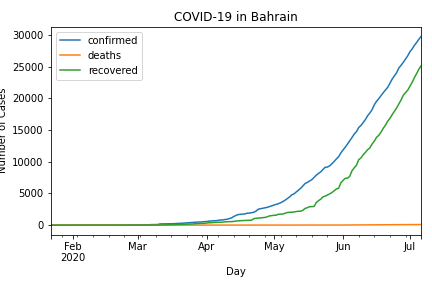 COVID-19 in Bahrain
confirmed
deaths
recovered
30000
25000
20000
15000
10000
5000
0
Number of Cases
Feb
2020
Mar
Apr
May
Jun
Jul
Day